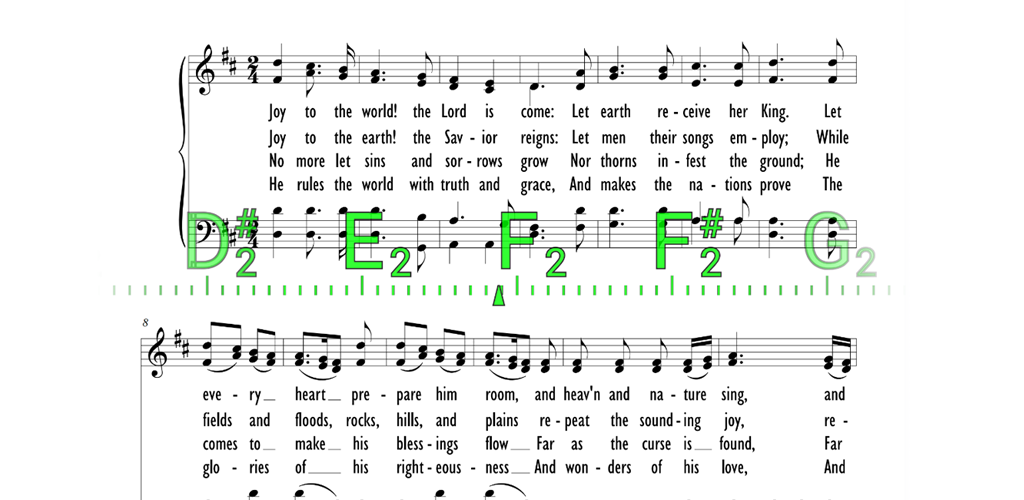 Joy to the world! the Lord is come: Let earth re - ceive her King. Let
Joy to the earth! the Sav - ior reigns: Let men their songs em - ploy; While
No more let sins and sor - rows grow Nor thorns in - fest the ground; He
He rules the world with truth and grace, And makes the na - tions prove The
D#2 E2 F2 F#2 G2
8
eve - ry heart pre - pare him room, and heav'n and na - ture sing, and
fields and floods, rocks, hills, and plains re - peat the sound - ing joy, re -
comes to make his bless - ings flow Far as the curse is found, Far
glo - ries of his right - eous - ness And won - ders of his love, And